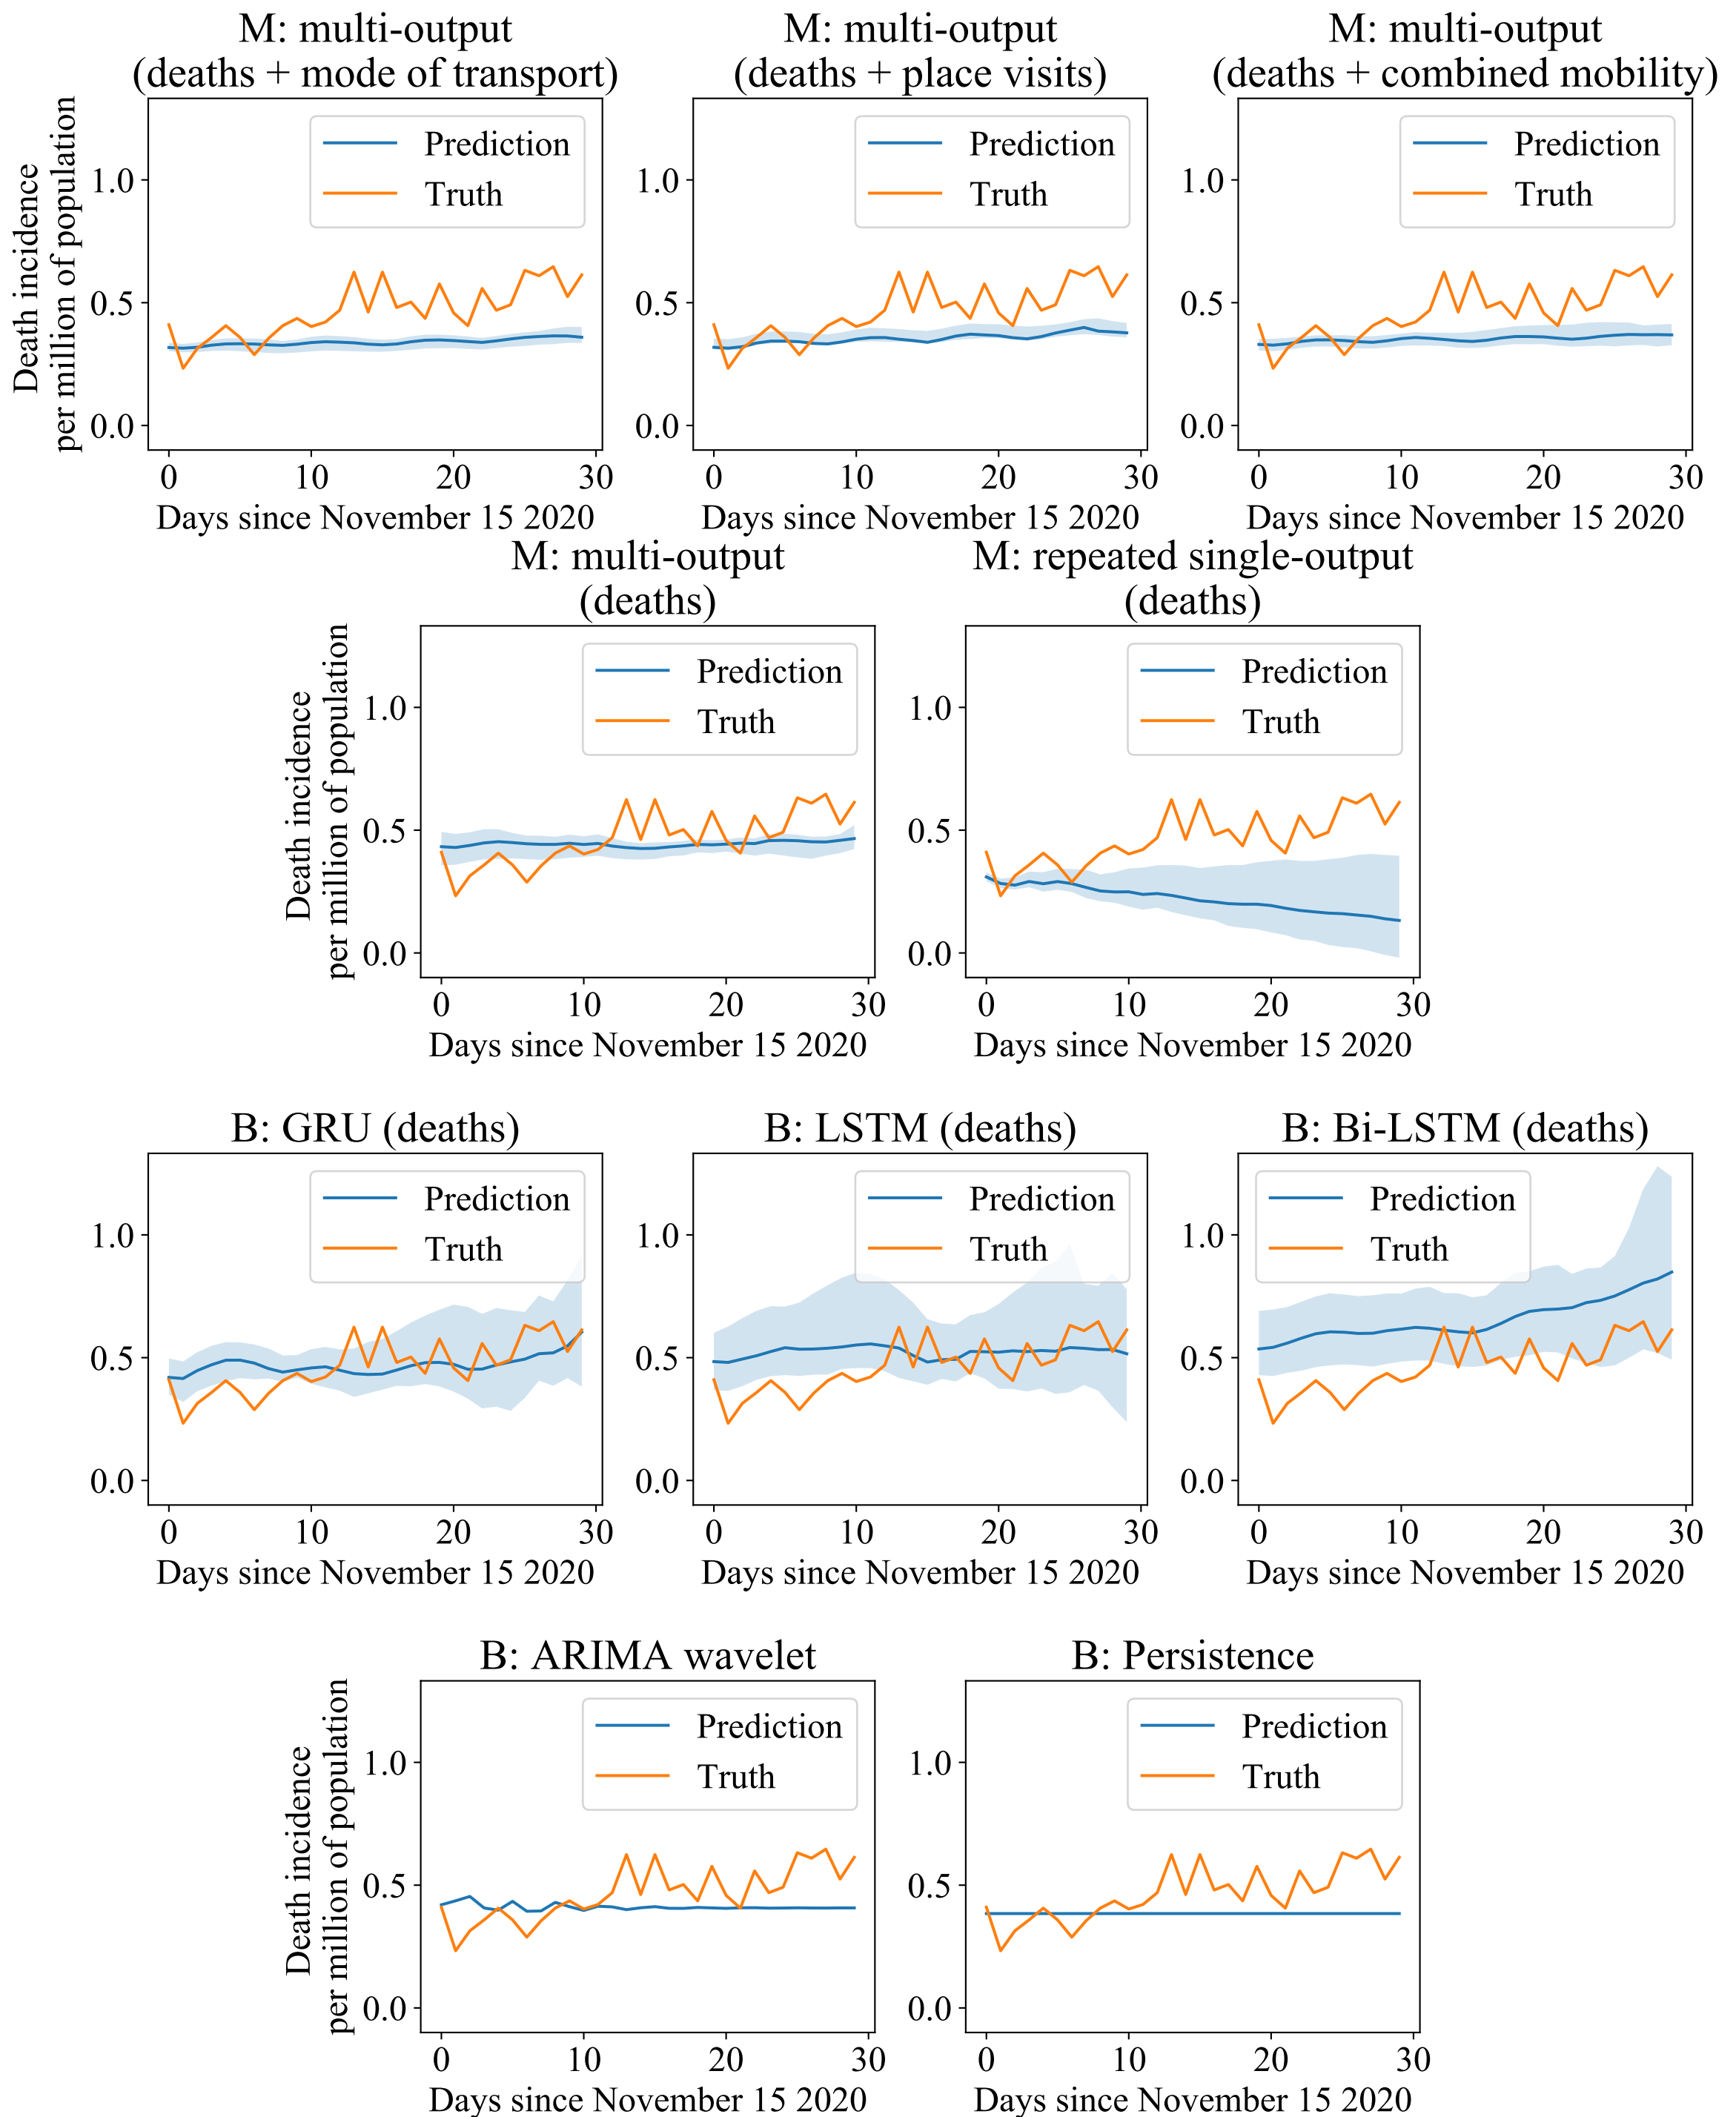 M: multi-output
(deaths + mode of transport)
M: multi-output
(deaths + place visits)
M: multi-output
(deaths + combined mobility)
Death incidence
per million of population
1.0
0.5
0.0
Prediction
Truth
0 10 20 30
Days since November 15 2020
1.0
0.5
0.0
Prediction
Truth
0 10 20 30
Days since November 15 2020
1.0
0.5
0.0
Prediction
Truth
0 10 20 30
Days since November 15 2020
M: multi-output
(deaths)
M: repeated single-output
(deaths)
Death incidence
per million of population
1.0
0.5
0.0
Prediction
Truth
0 10 20 30
Days since November 15 2020
1.0
0.5
0.0
Prediction
Truth
0 10 20 30
Days since November 15 2020
B: GRU (deaths)
B: LSTM (deaths)
B: Bi-LSTM (deaths)
1.0
0.5
0.0
Prediction
Truth
0 10 20 30
Days since November 15 2020
1.0
0.5
0.0
Prediction
Truth
0 10 20 30
Days since November 15 2020
1.0
0.5
0.0
Prediction
Truth
0 10 20 30
Days since November 15 2020
B: ARIMA wavelet
B: Persistence
Death incidence
per million of population
1.0
0.5
0.0
Prediction
Truth
0 10 20 30
Days since November 15 2020
1.0
0.5
0.0
Prediction
Truth
0 10 20 30
Days since November 15 2020